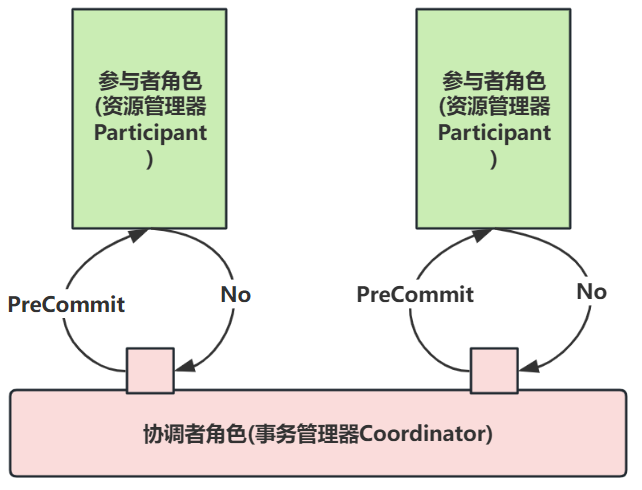 参与者角色
(资源管理器
Participant
)
参与者角色
(资源管理器
Participant
)
PreCommit
No
PreCommit
No
协调者角色(事务管理器Coordinator)